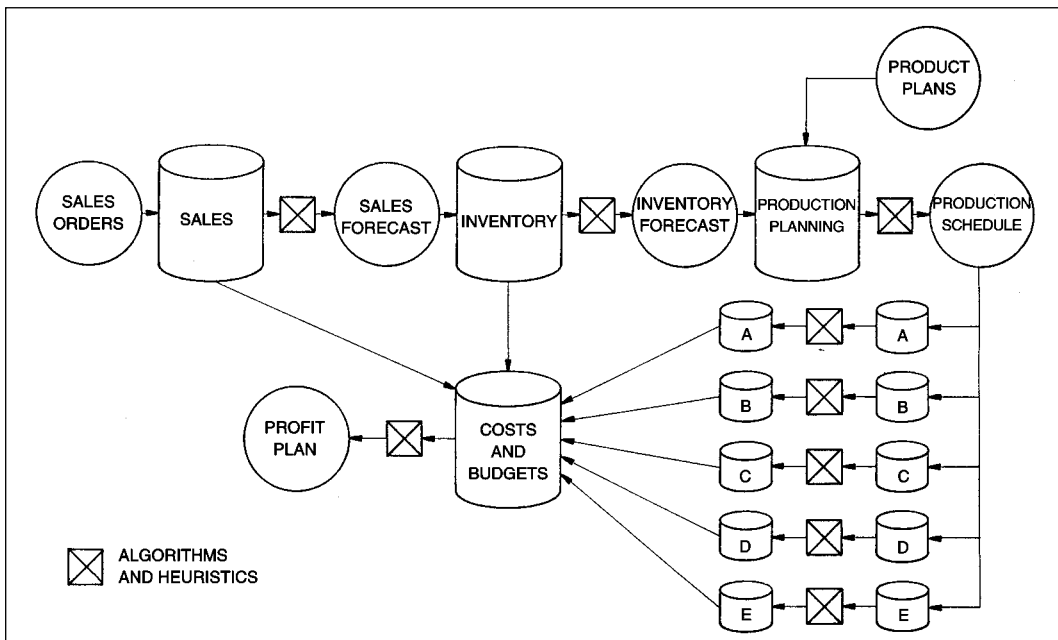 PRODUCT
PLANS
SALES
ORDERS
SALES
SALES
FORECAST
INVENTORY
INVENTORY
FORECAST
PRODUCTION
PLANNING
PRODUCTION
SCHEDULE
A
A
B
B
C
C
D
D
E
E
PROFIT
PLAN
COSTS
AND
BUDGETS
ALGORITHMS
AND HEURISTICS